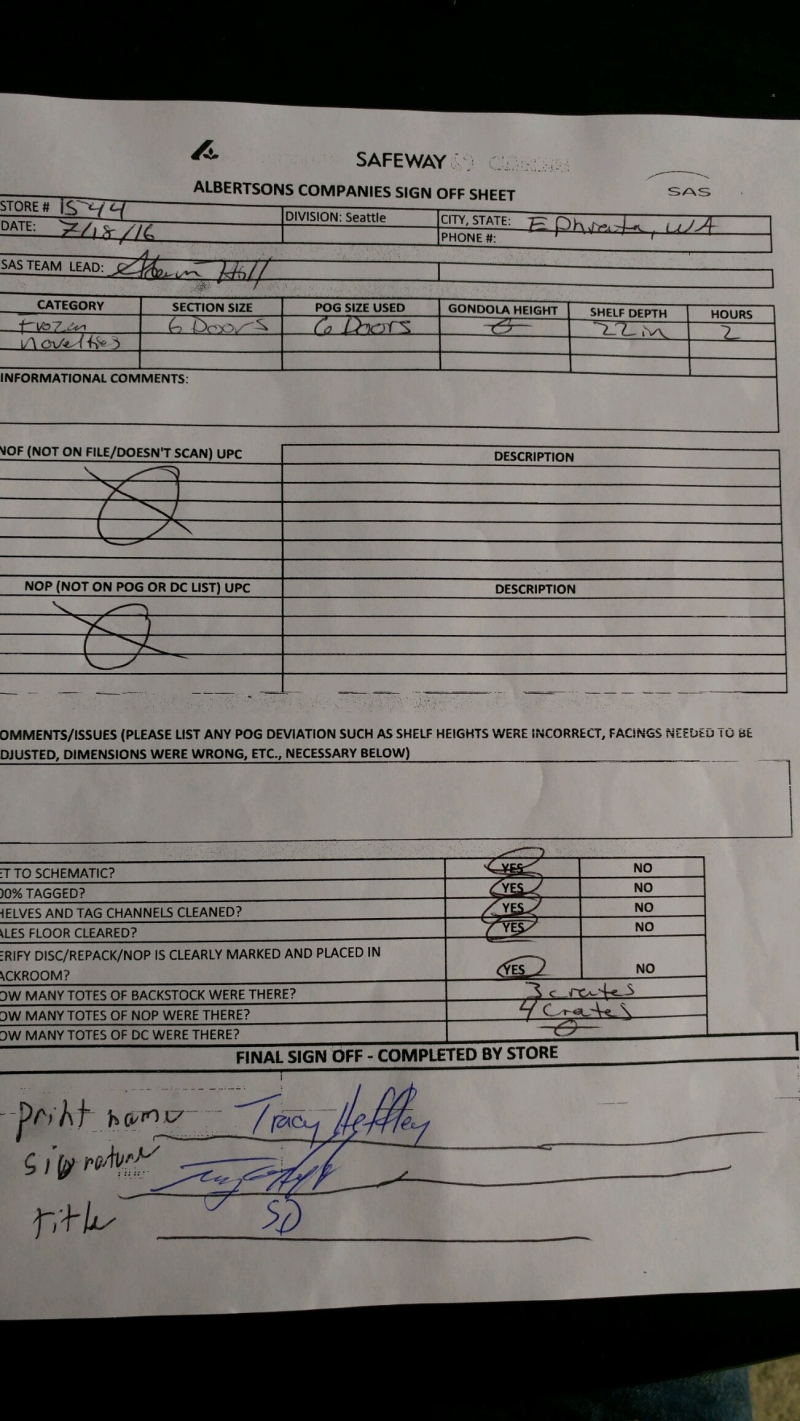 SAFEWAY
ALBERTSONS COMPANIES SIGN OFF SHEET
SAS
STORE # 1544
DIVISION: Seattle
CITY, STATE: Ephrata, WA
DATE: 7/18/16
PHONE #:
SAS TEAM LEAD: Hill
CATEGORY SECTION SIZE POG SIZE USED GONDOLA HEIGHT SHELF DEPTH HOURS
Frozen 6 Doors 6 Doors 0 22 in 2
Novelties
INFORMATIONAL COMMENTS:
NOF (NOT ON FILE/DOESN'T SCAN) UPC DESCRIPTION
NOP (NOT ON POG OR DC LIST) UPC DESCRIPTION
OMMENTS/ISSUES (PLEASE LIST ANY POG DEVIATION SUCH AS SHELF HEIGHTS WERE INCORRECT, FACINGS NEEDED TO BE
DJUSTED, DIMENSIONS WERE WRONG, ETC., NECESSARY BELOW)
ET TO SCHEMATIC? YES NO
00% TAGGED? YES NO
HELVES AND TAG CHANNELS CLEANED? YES NO
ALES FLOOR CLEARED? YES NO
ERIFY DISC/REPACK/NOP IS CLEARLY MARKED AND PLACED IN
ACKROOM? YES NO
OW MANY TOTES OF BACKSTOCK WERE THERE? 3 crates
OW MANY TOTES OF NOP WERE THERE? 4 Crates
OW MANY TOTES OF DC WERE THERE? 0
FINAL SIGN OFF - COMPLETED BY STORE
print name Tracy Heffley
signature
title SD